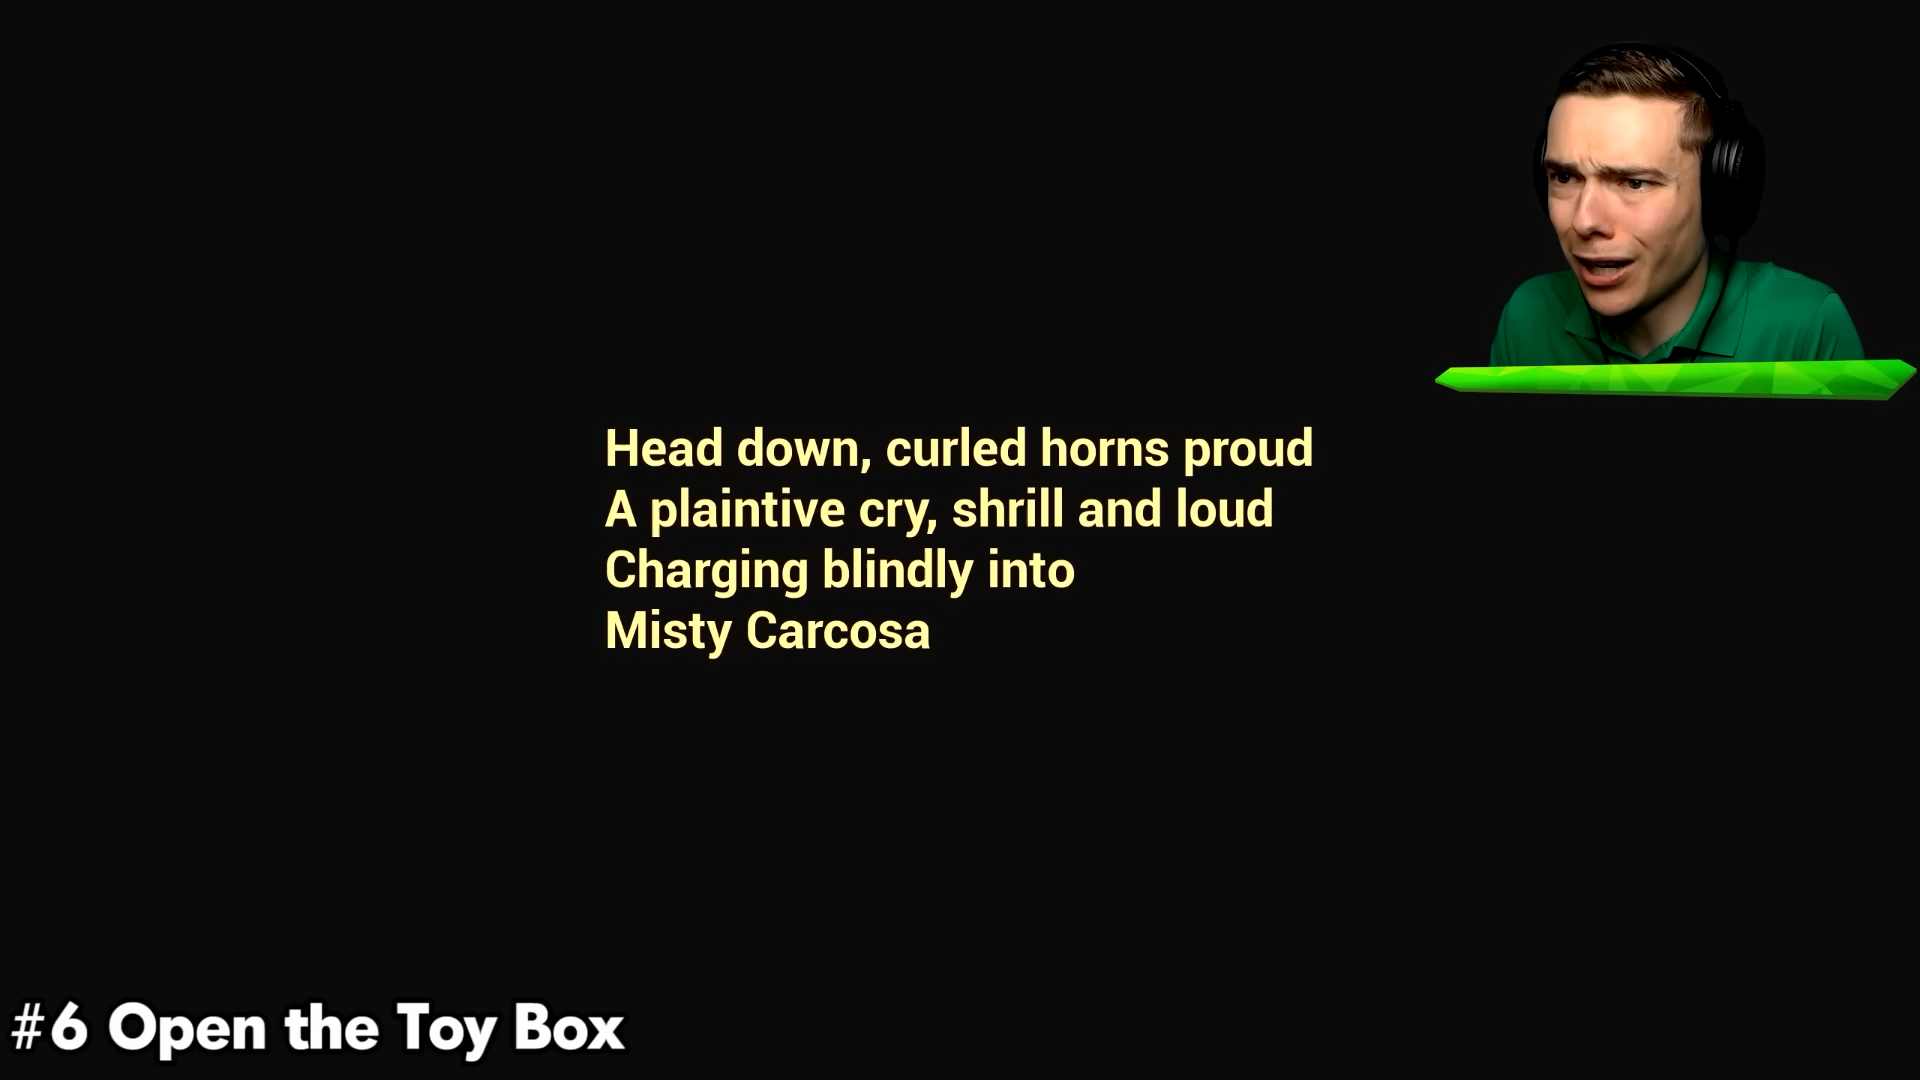 Head down, curled horns proud
A plaintive cry, shrill and loud
Charging blindly into
Misty Carcosa
#6 Open the Toy Box